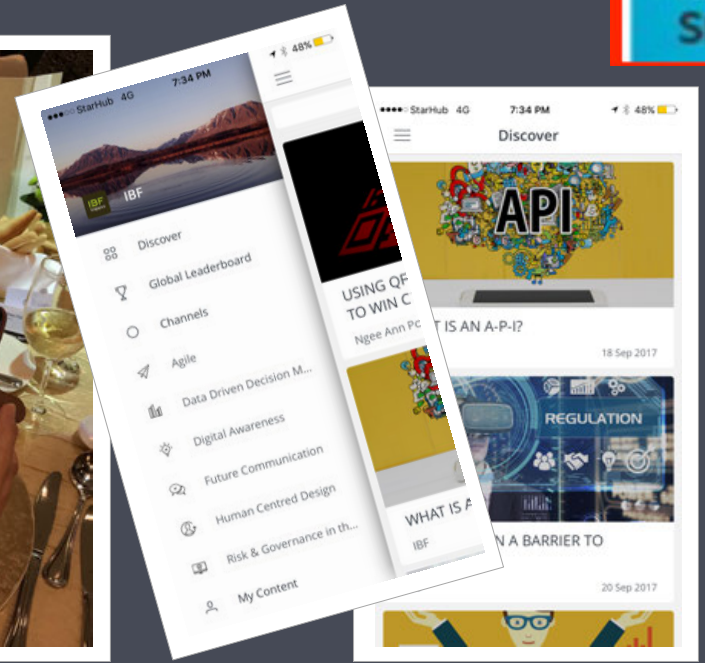 StarHub 4G 7:34 PM 48%
IBF
IBF
Discover
Global Leaderboard
Channels
Agile
Data Driven Decision M...
Digital Awareness
Future Communication
Human Centred Design
Risk & Governance in th...
My Content
USING QF
TO WIN C
Ngee Ann Po
WHAT IS A
IBF
StarHub 4G 7:34 PM 48%
Discover
API
T IS AN A-P-I?
18 Sep 2017
REGULATION
N A BARRIER TO
20 Sep 2017